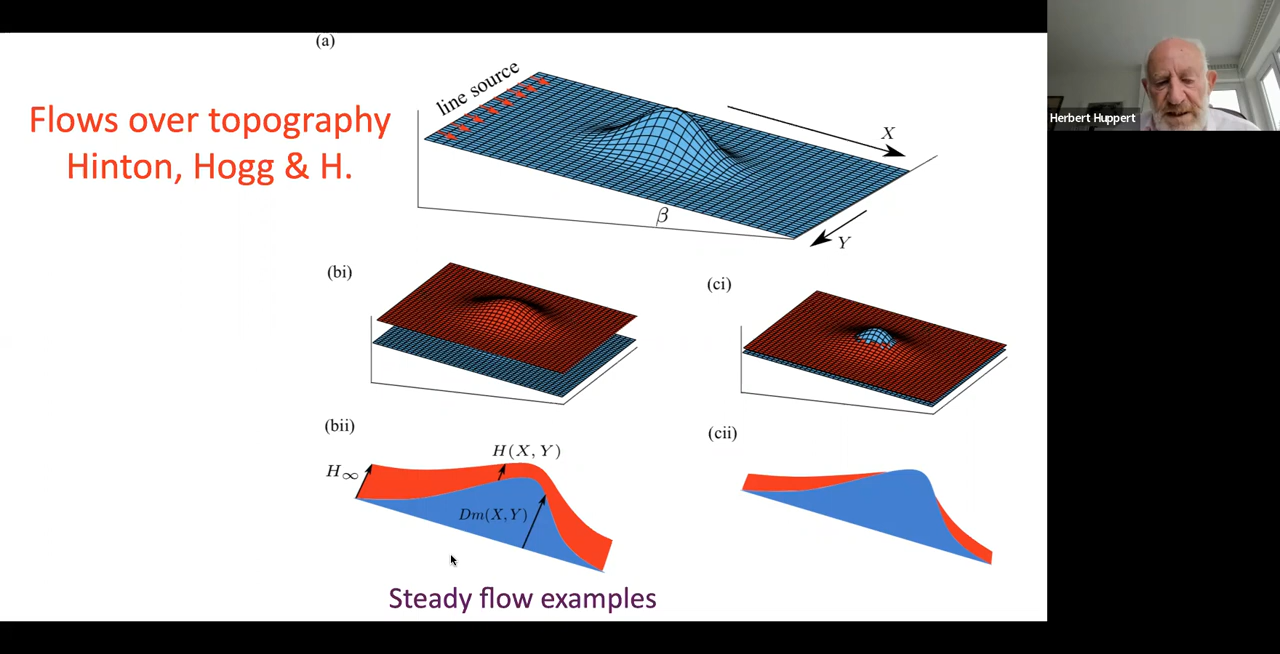 (a)
line source
Flows over topography
Hinton, Hogg & H.
X
β
Y
Herbert Huppert
(bi)
(ci)
(bii)
(cii)
H(X, Y)
H∞
Dm(X,Y)
Steady flow examples